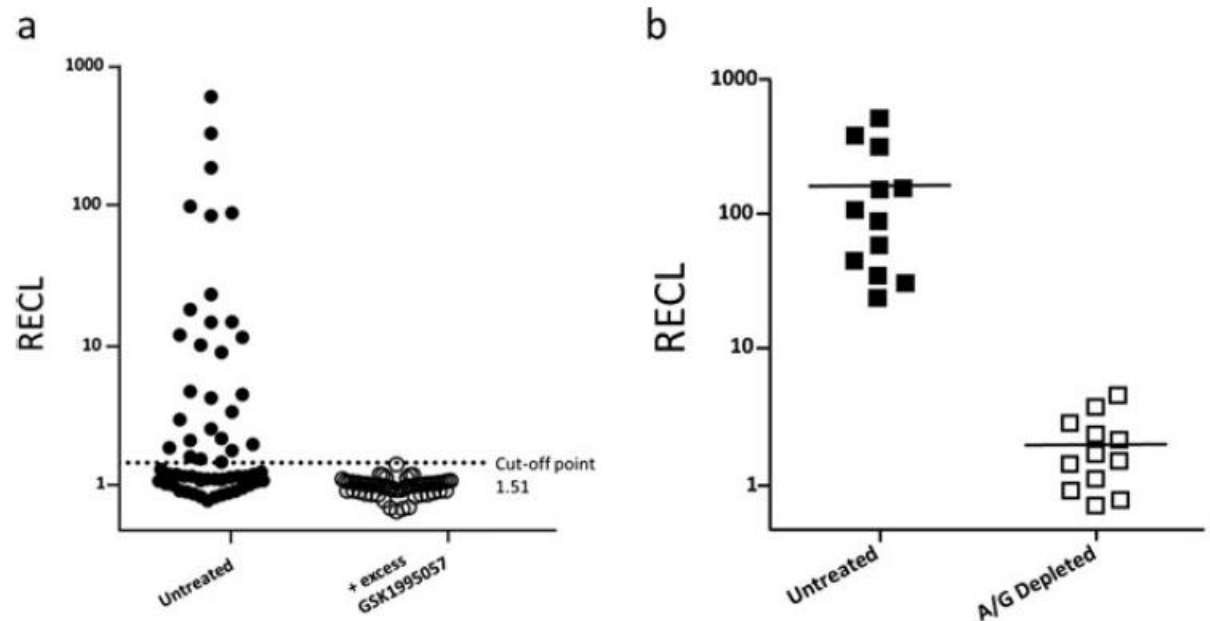 a
1000
100
10
1
RECL
Cut-off point
1.51
Untreated
+ excess
GSK1995057
b
1000
100
10
1
RECL
Untreated
A/G Depleted